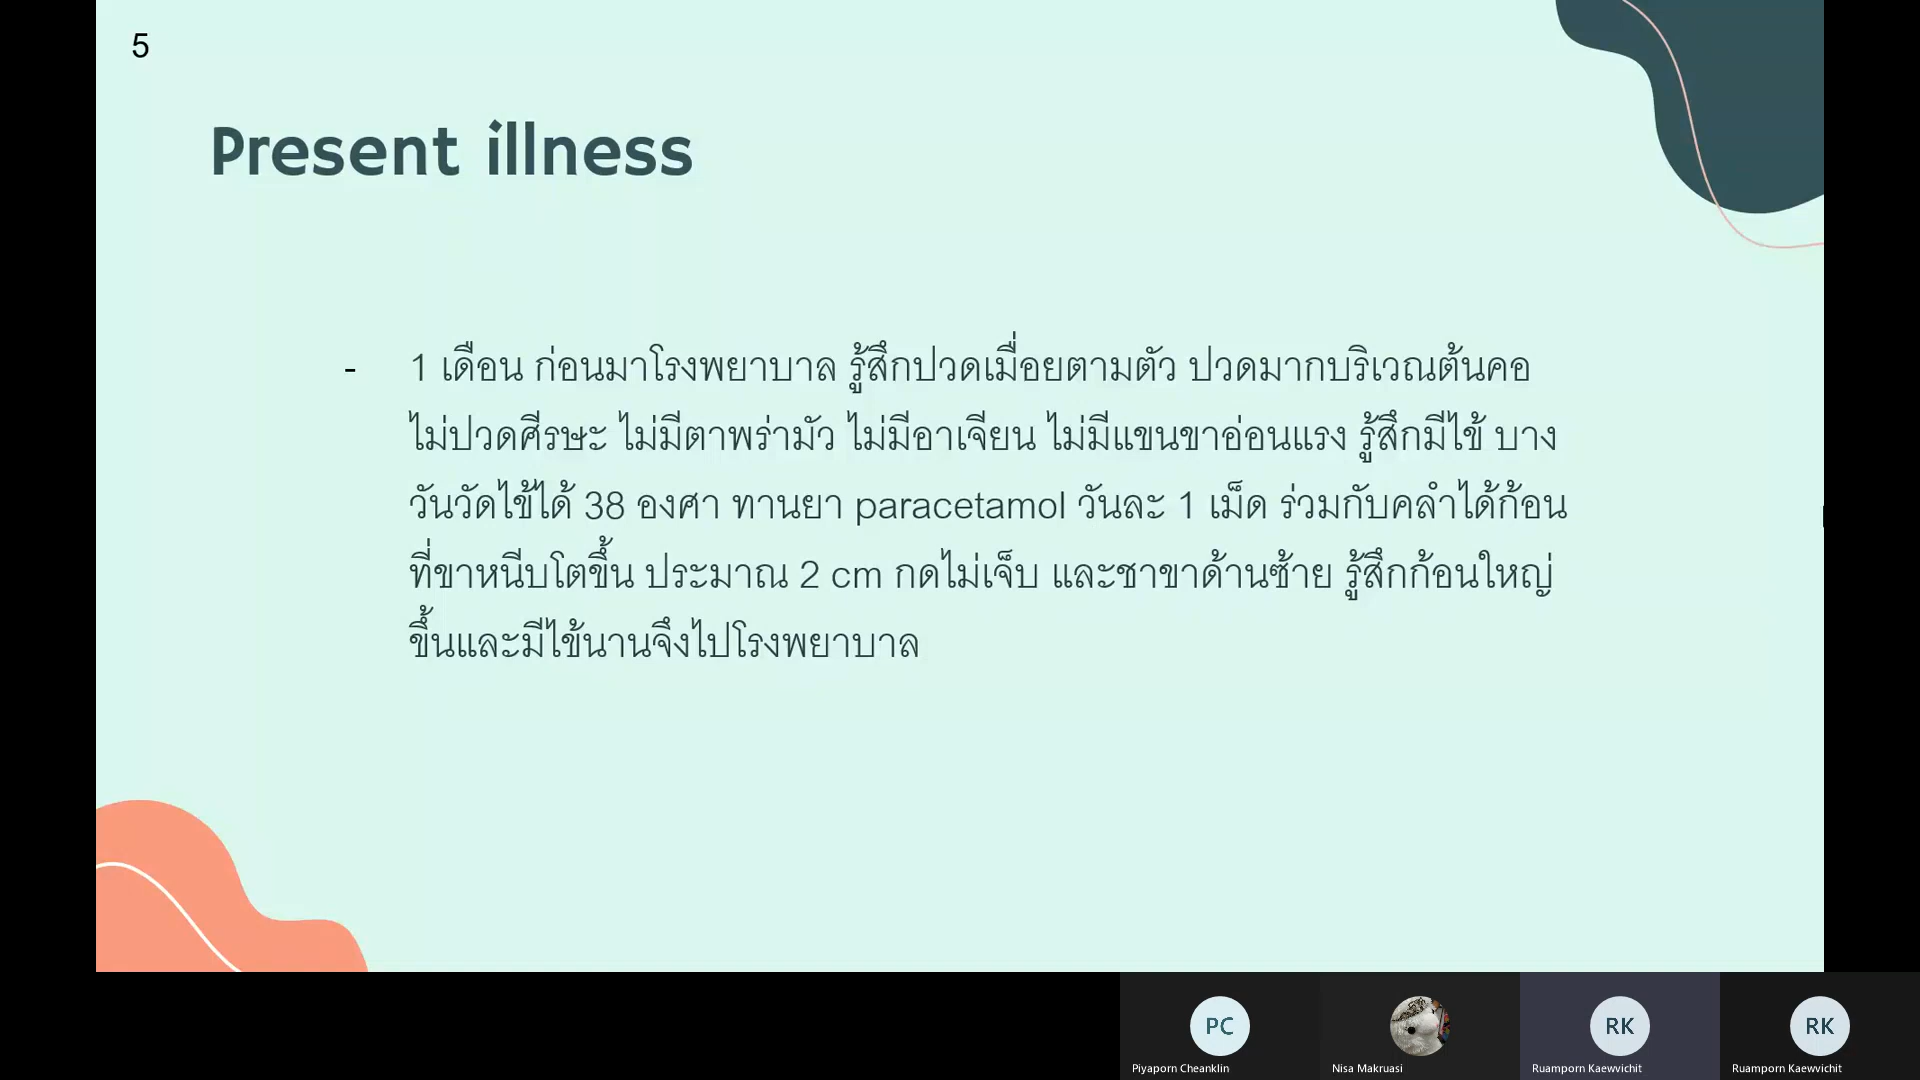 5
Present illness
- 1 เดือน ก่อนมาโรงพยาบาล รู้สึกปวดเมื่อยตามตัว ปวดมากบริเวณต้นคอ
ไม่ปวดศีรษะ ไม่มีตาพร่ามัว ไม่มีอาเจียน ไม่มีแขนขาอ่อนแรง รู้สึกมีไข้ บาง
วันวัดไข้ได้ 38 องศา ทานยา paracetamol วันละ 1 เม็ด ร่วมกับคลำได้ก้อน
ที่ขาหนีบโตขึ้น ประมาณ 2 cm กดไม่เจ็บ และชาขาด้านซ้าย รู้สึกก้อนใหญ่
ขึ้นและมีไข้นานจึงไปโรงพยาบาล
PC RK RK
Piyaporn Cheanklin Nisa Makruasi Ruamporn Kaewvichit Ruamporn Kaewvichit